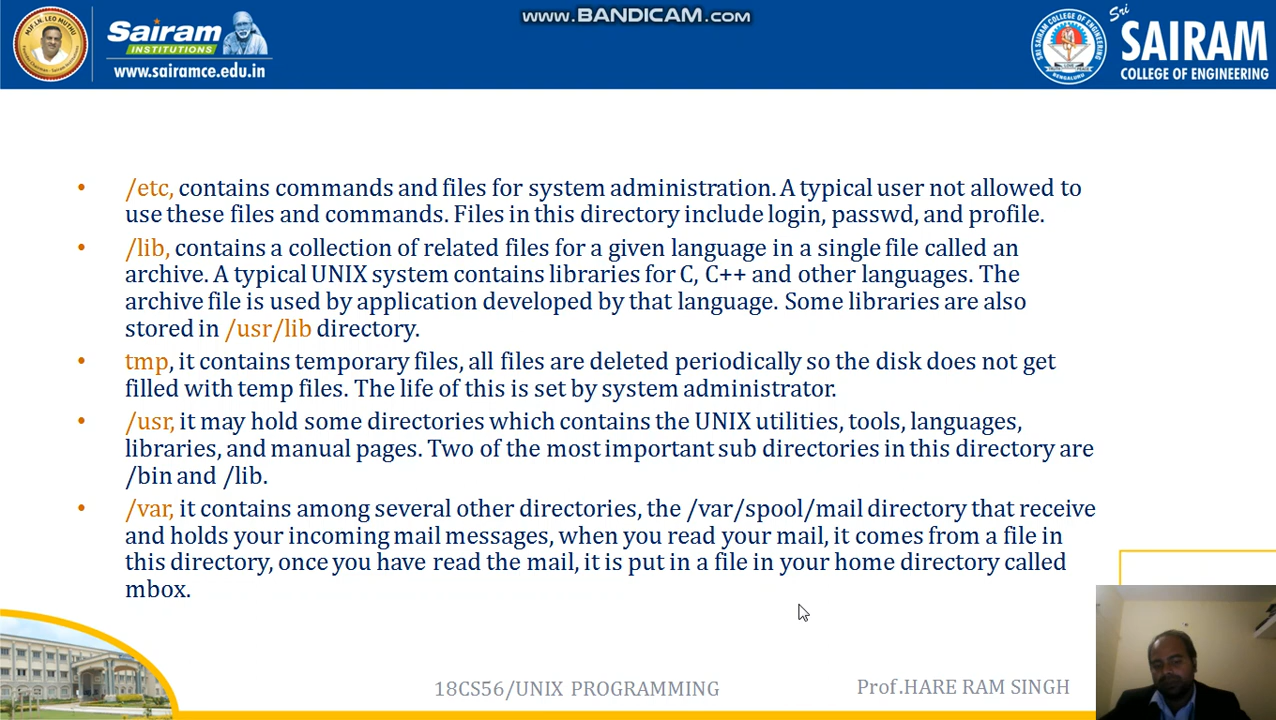 www.BANDICAM.com
MJF.LN. LEO MUTHU
Sairam
INSTITUTIONS
www.sairamce.edu.in
Sri
SAIRAM
COLLEGE OF ENGINEERING
SRI SAIRAM COLLEGE OF ENGINEERING
BENGALURU
• /etc, contains commands and files for system administration. A typical user not allowed to
use these files and commands. Files in this directory include login, passwd, and profile.
• /lib, contains a collection of related files for a given language in a single file called an
archive. A typical UNIX system contains libraries for C, C++ and other languages. The
archive file is used by application developed by that language. Some libraries are also
stored in /usr/lib directory.
• tmp, it contains temporary files, all files are deleted periodically so the disk does not get
filled with temp files. The life of this is set by system administrator.
• /usr, it may hold some directories which contains the UNIX utilities, tools, languages,
libraries, and manual pages. Two of the most important sub directories in this directory are
/bin and /lib.
• /var, it contains among several other directories, the /var/spool/mail directory that receive
and holds your incoming mail messages, when you read your mail, it comes from a file in
this directory, once you have read the mail, it is put in a file in your home directory called
mbox.
18CS56/UNIX PROGRAMMING
Prof.HARE RAM SINGH